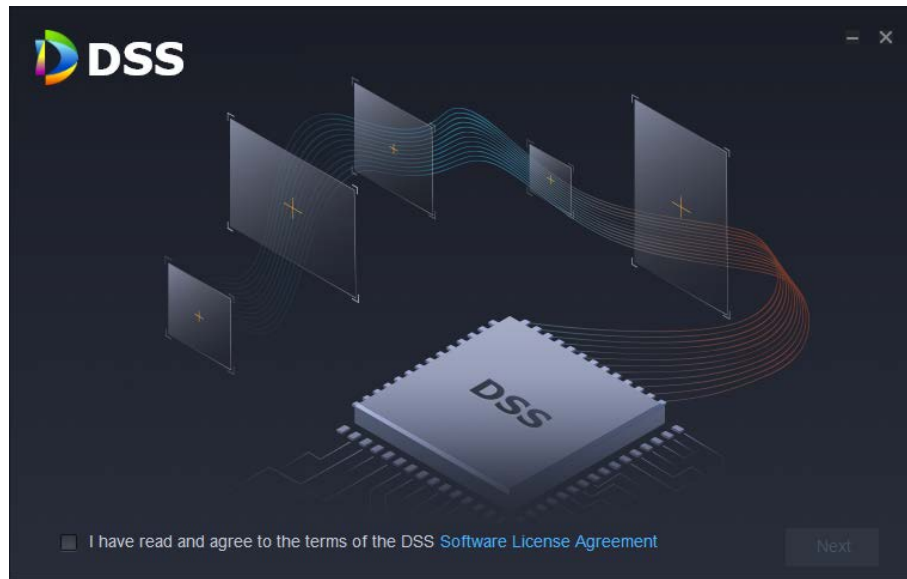 DSS
DSS
I have read and agree to the terms of the DSS Software License Agreement
Next